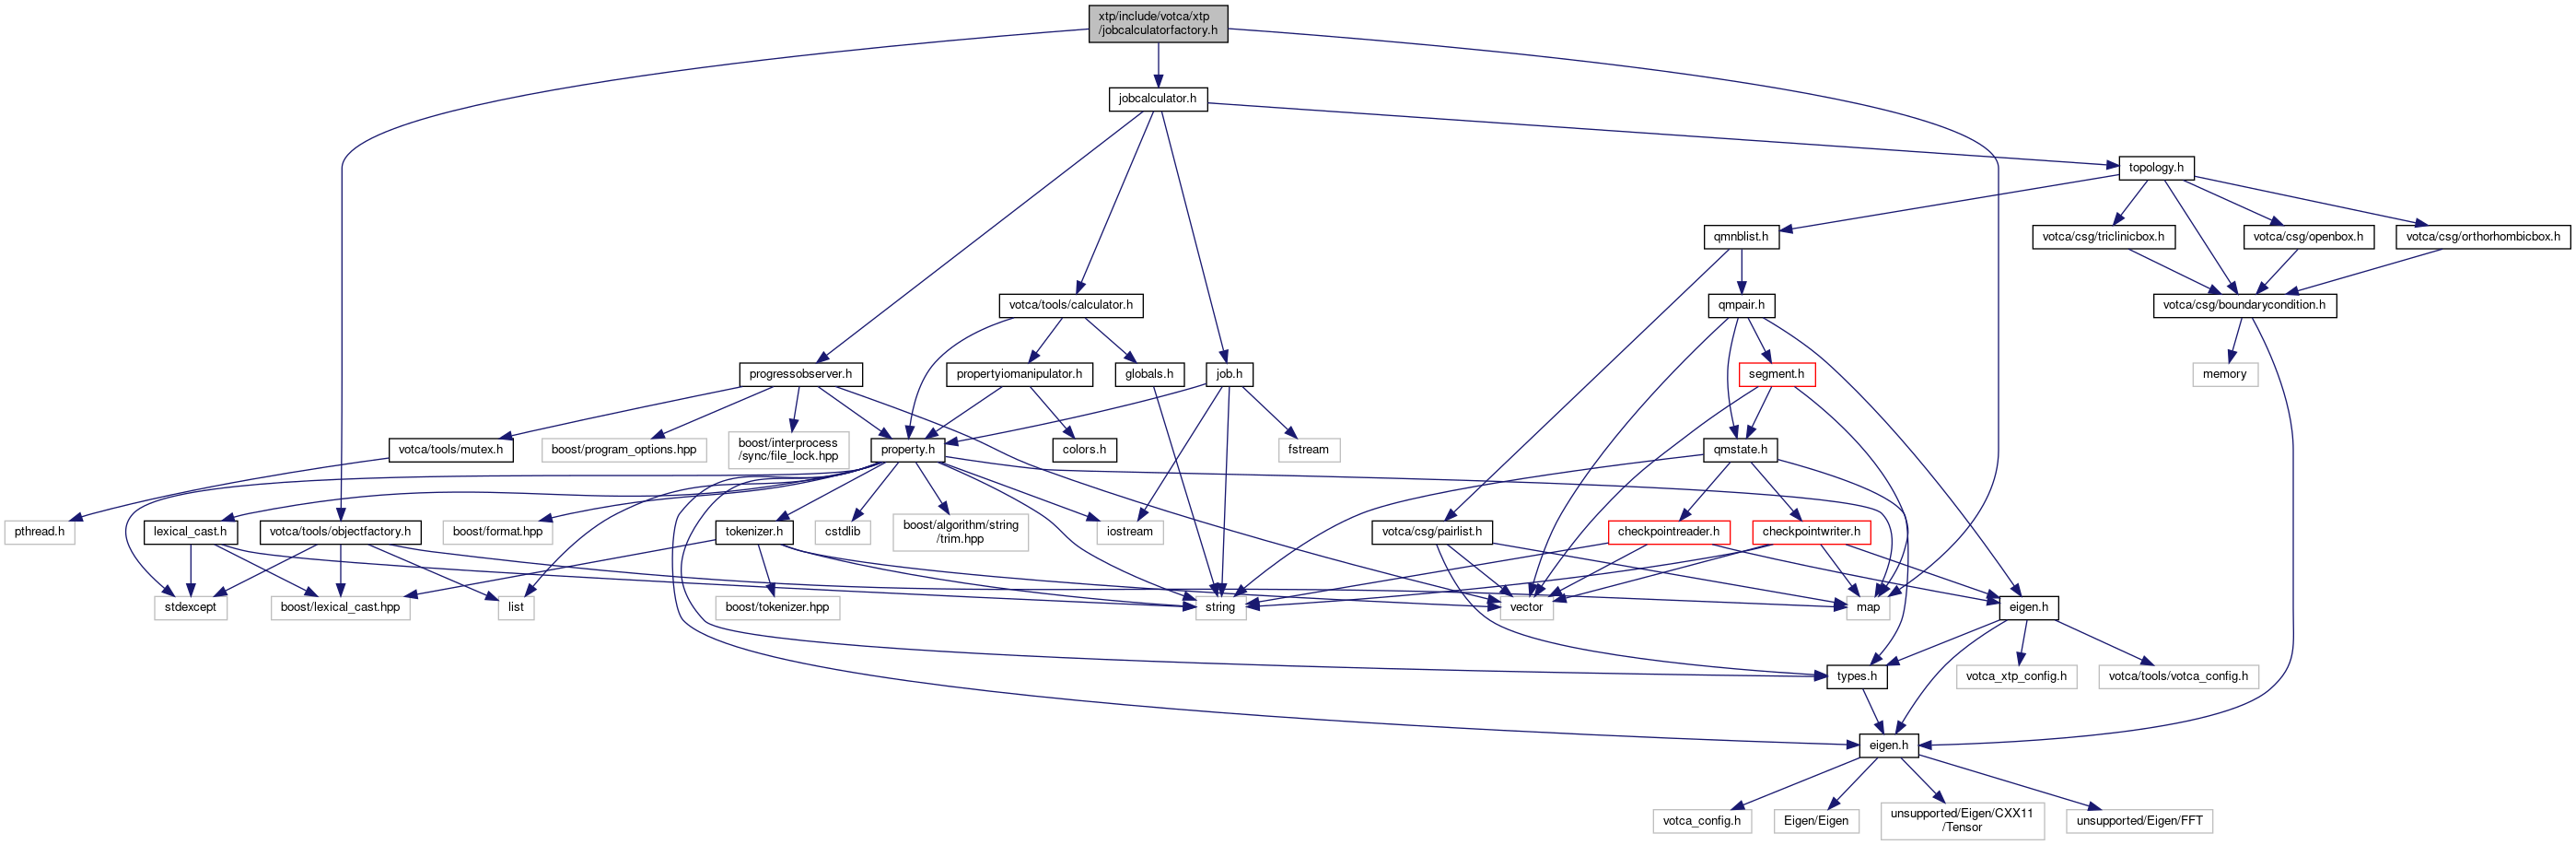 xtp/include/votca/xtp
/jobcalculatorfactory.h
jobcalculator.h
topology.h
qmnblist.h
votca/csg/triclinicbox.h
votca/csg/openbox.h
votca/csg/orthorhombicbox.h
votca/tools/calculator.h
qmpair.h
votca/csg/boundarycondition.h
progressobserver.h
propertyiomanipulator.h
globals.h
job.h
segment.h
memory
votca/tools/mutex.h
boost/program_options.hpp
boost/interprocess
/sync/file_lock.hpp
property.h
colors.h
fstream
qmstate.h
pthread.h
lexical_cast.h
votca/tools/objectfactory.h
boost/format.hpp
tokenizer.h
cstdlib
boost/algorithm/string
/trim.hpp
iostream
votca/csg/pairlist.h
checkpointreader.h
checkpointwriter.h
stdexcept
boost/lexical_cast.hpp
list
boost/tokenizer.hpp
string
vector
map
eigen.h
types.h
votca_xtp_config.h
votca/tools/votca_config.h
eigen.h
votca_config.h
Eigen/Eigen
unsupported/Eigen/CXX11
/Tensor
unsupported/Eigen/FFT